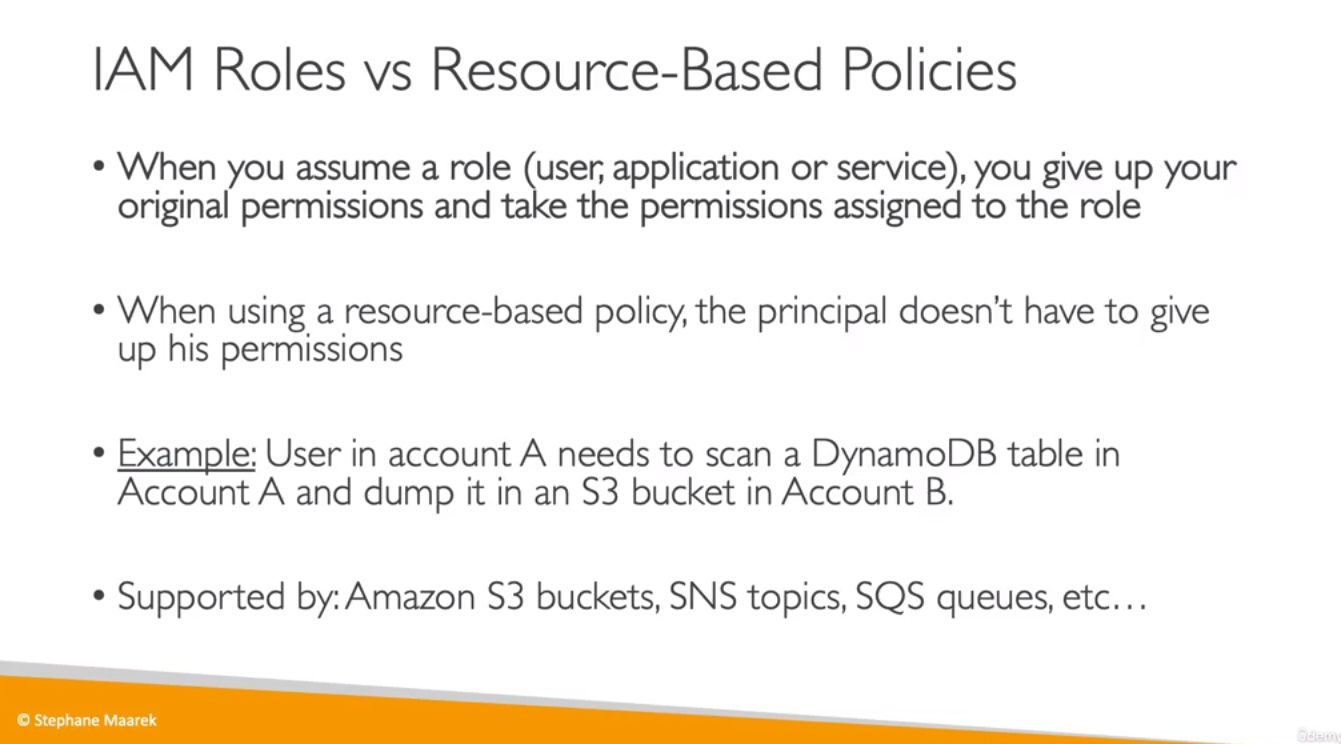 IAM Roles vs Resource-Based Policies
• When you assume a role (user, application or service), you give up your
original permissions and take the permissions assigned to the role
• When using a resource-based policy, the principal doesn’t have to give
up his permissions
• Example: User in account A needs to scan a DynamoDB table in
Account A and dump it in an S3 bucket in Account B.
• Supported by: Amazon S3 buckets, SNS topics, SQS queues, etc…
© Stephane Maarek
ûdemy